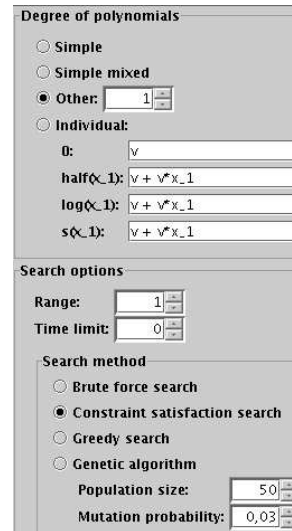 Degree of polynomials
Simple
Simple mixed
Other: 1
Individual:
0: v
half(x_1): v + v*x_1
log(x_1): v + v*x_1
s(x_1): v + v*x_1
Search options
Range: 1
Time limit: 0
Search method
Brute force search
Constraint satisfaction search
Greedy search
Genetic algorithm
Population size: 50
Mutation probability: 0,03